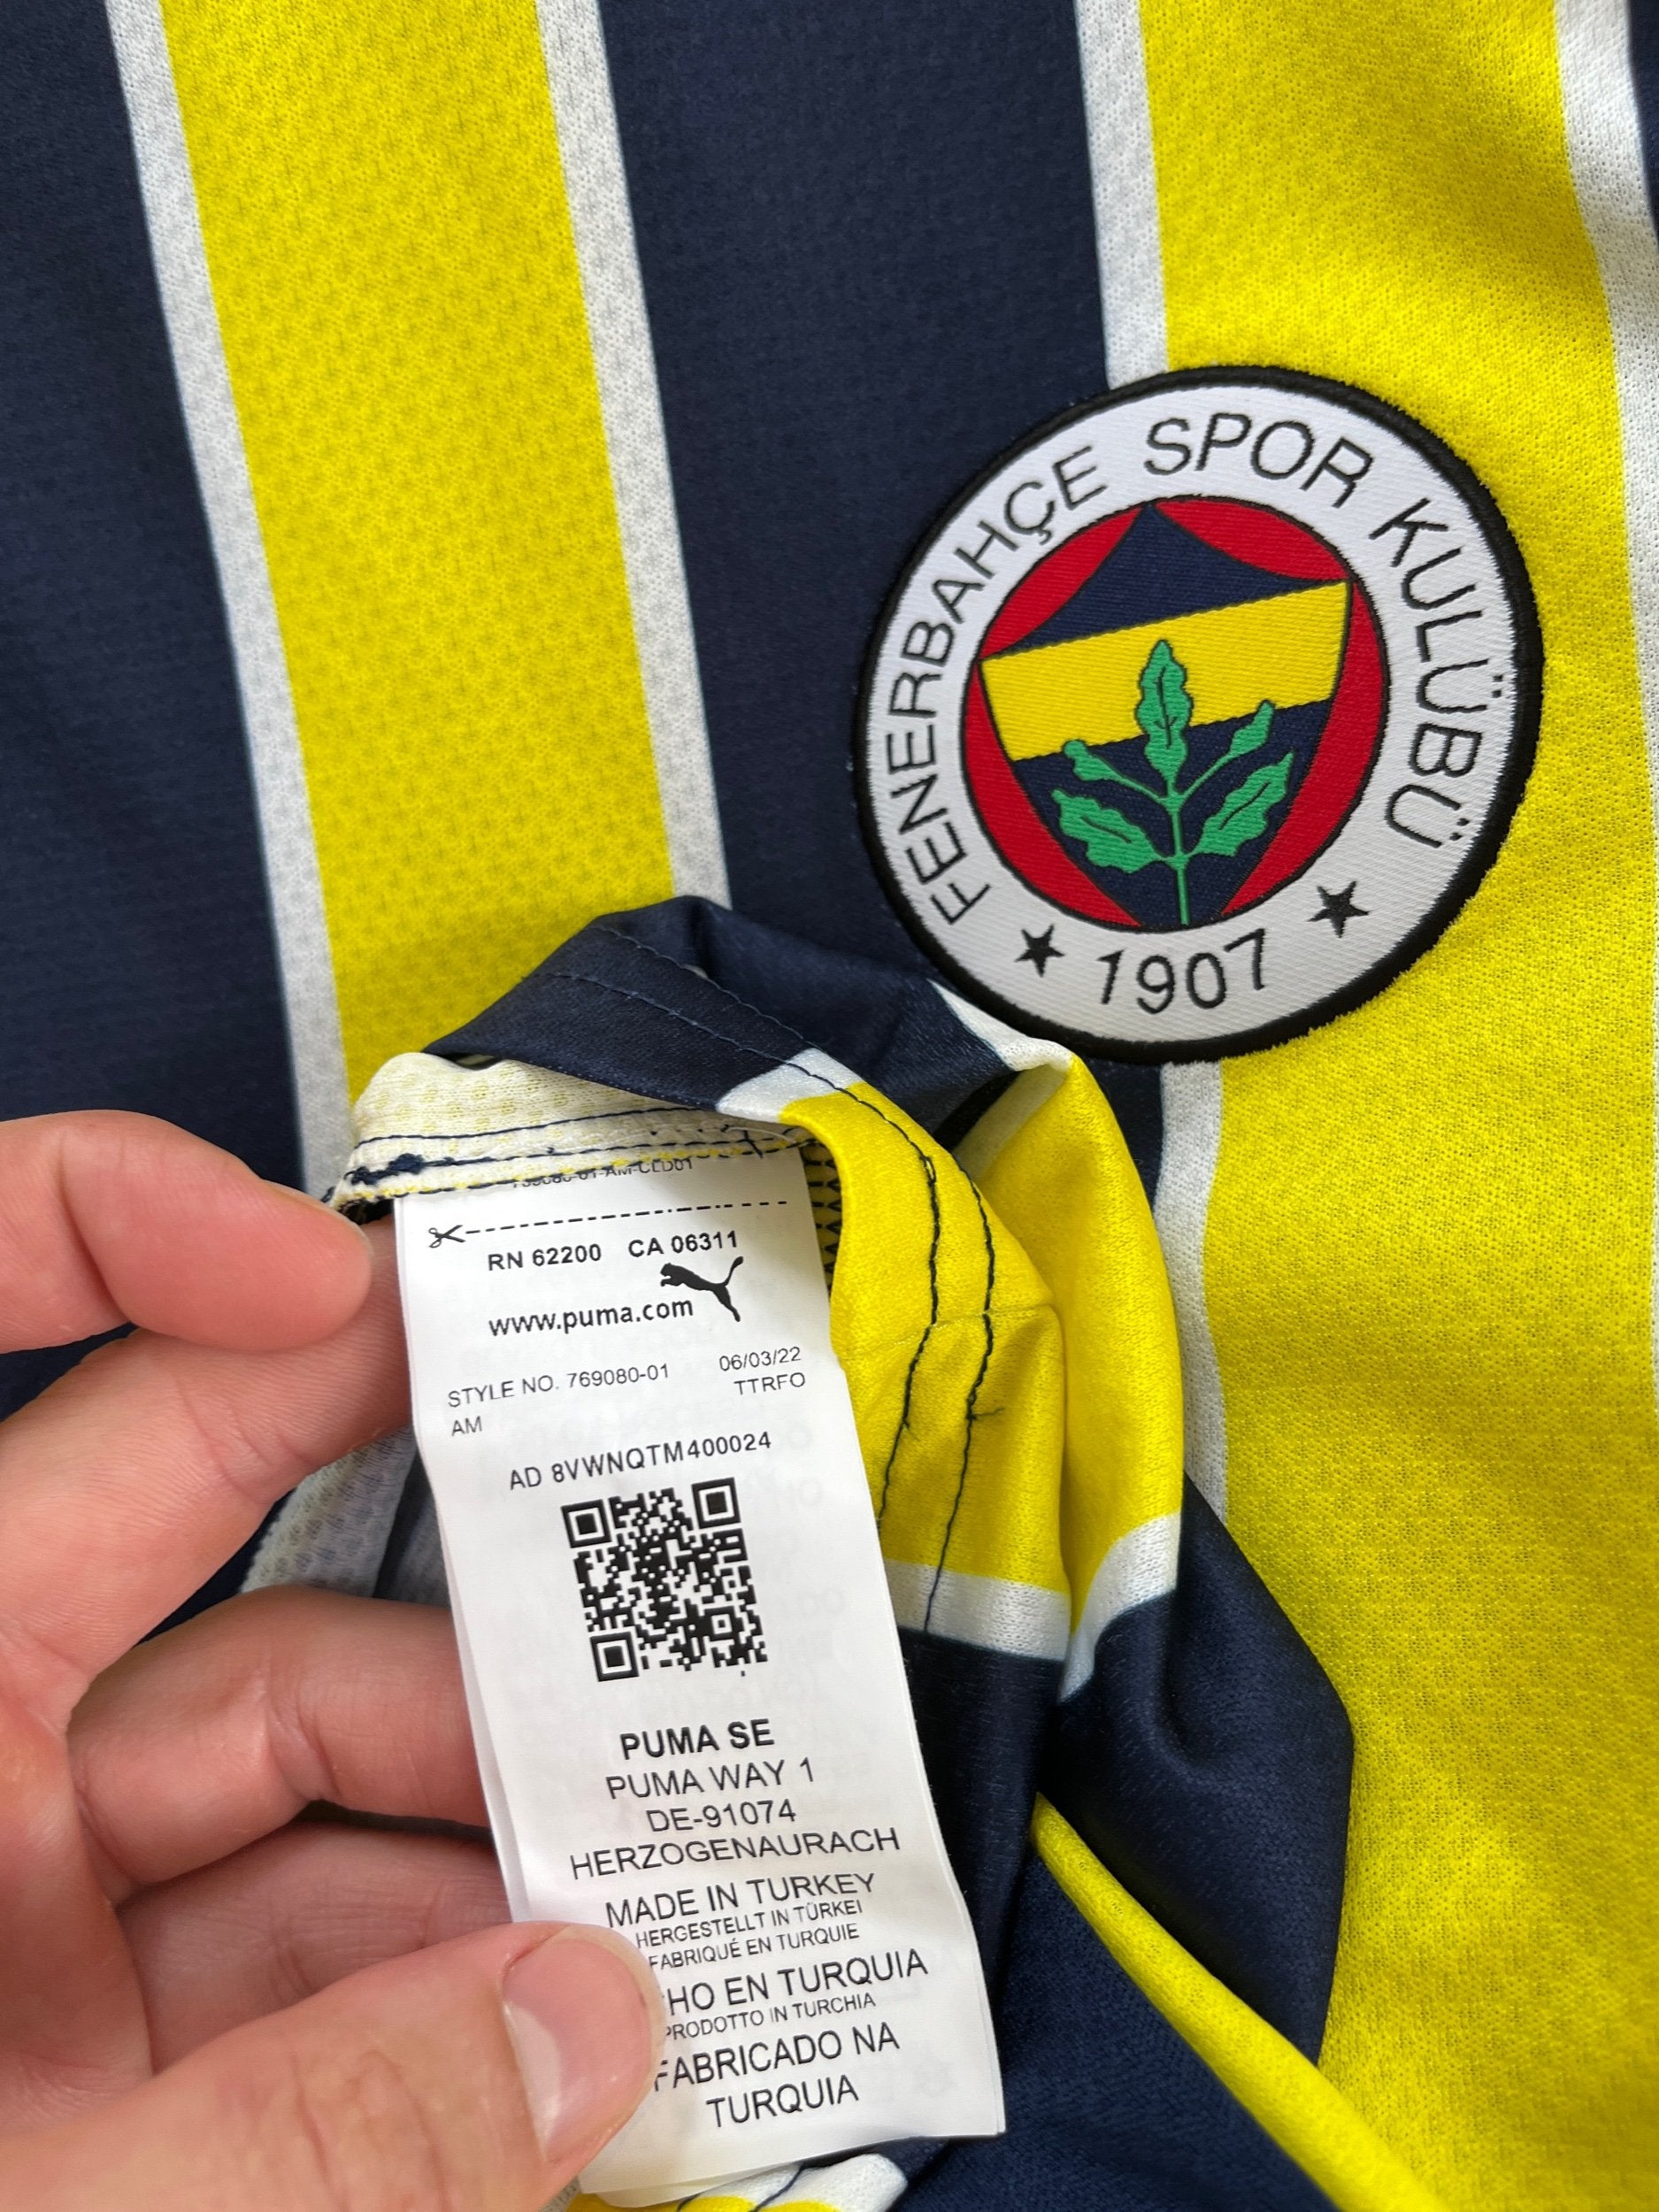 FENERBAHÇE SPOR KULÜBÜ
1907
RN 62200 CA 06311
www.puma.com
STYLE NO. 769080-01 06/03/22
AM TTRFO
AD 8VWNQTM400024
PUMA SE
PUMA WAY 1
DE-91074
HERZOGENAURACH
MADE IN TURKEY
HERGESTELLT IN TÜRKEI
FABRIQUÉ EN TURQUIE
HO EN TURQUIA
PRODOTTO IN TURCHIA
FABRICADO NA
TURQUIA